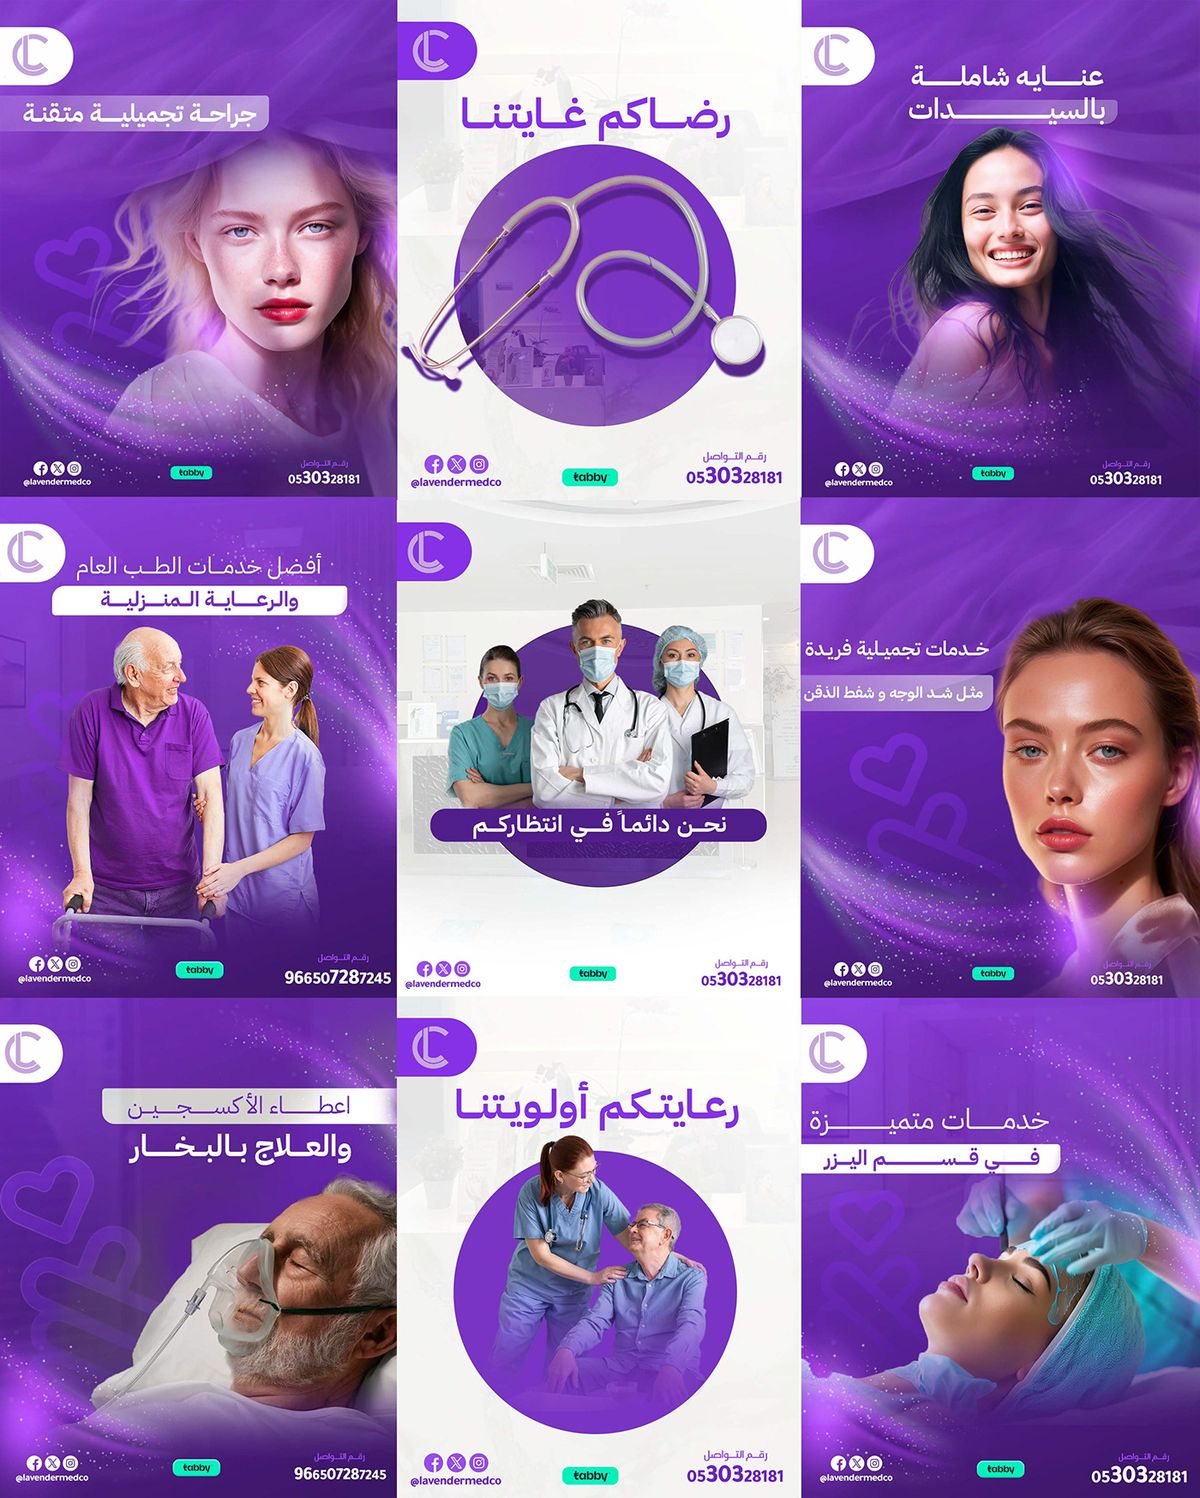 جراحة تجميلية متقنة
@lavendermedco
tabby
رقم التواصل
0530328181
رضاكم غايتنا
@lavendermedco
tabby
رقم التواصل
0530328181
عنايه شاملة
بالسيدات
@lavendermedco
tabby
رقم التواصل
0530328181
أفضل خدمات الطب العام
والرعاية المنزلية
@lavendermedco
tabby
رقم التواصل
966507287245
نحن دائماً في انتظاركم
@lavendermedco
tabby
رقم التواصل
0530328181
خدمات تجميلية فريدة
مثل شد الوجه و شفط الذقن
@lavendermedco
tabby
رقم التواصل
0530328181
اعطاء الأكسجين
والعلاج بالبخار
@lavendermedco
tabby
رقم التواصل
966507287245
رعايتكم أولويتنا
@lavendermedco
tabby
رقم التواصل
0530328181
خدمات متميزة
في قسم اليزر
@lavendermedco
tabby
رقم التواصل
0530328181